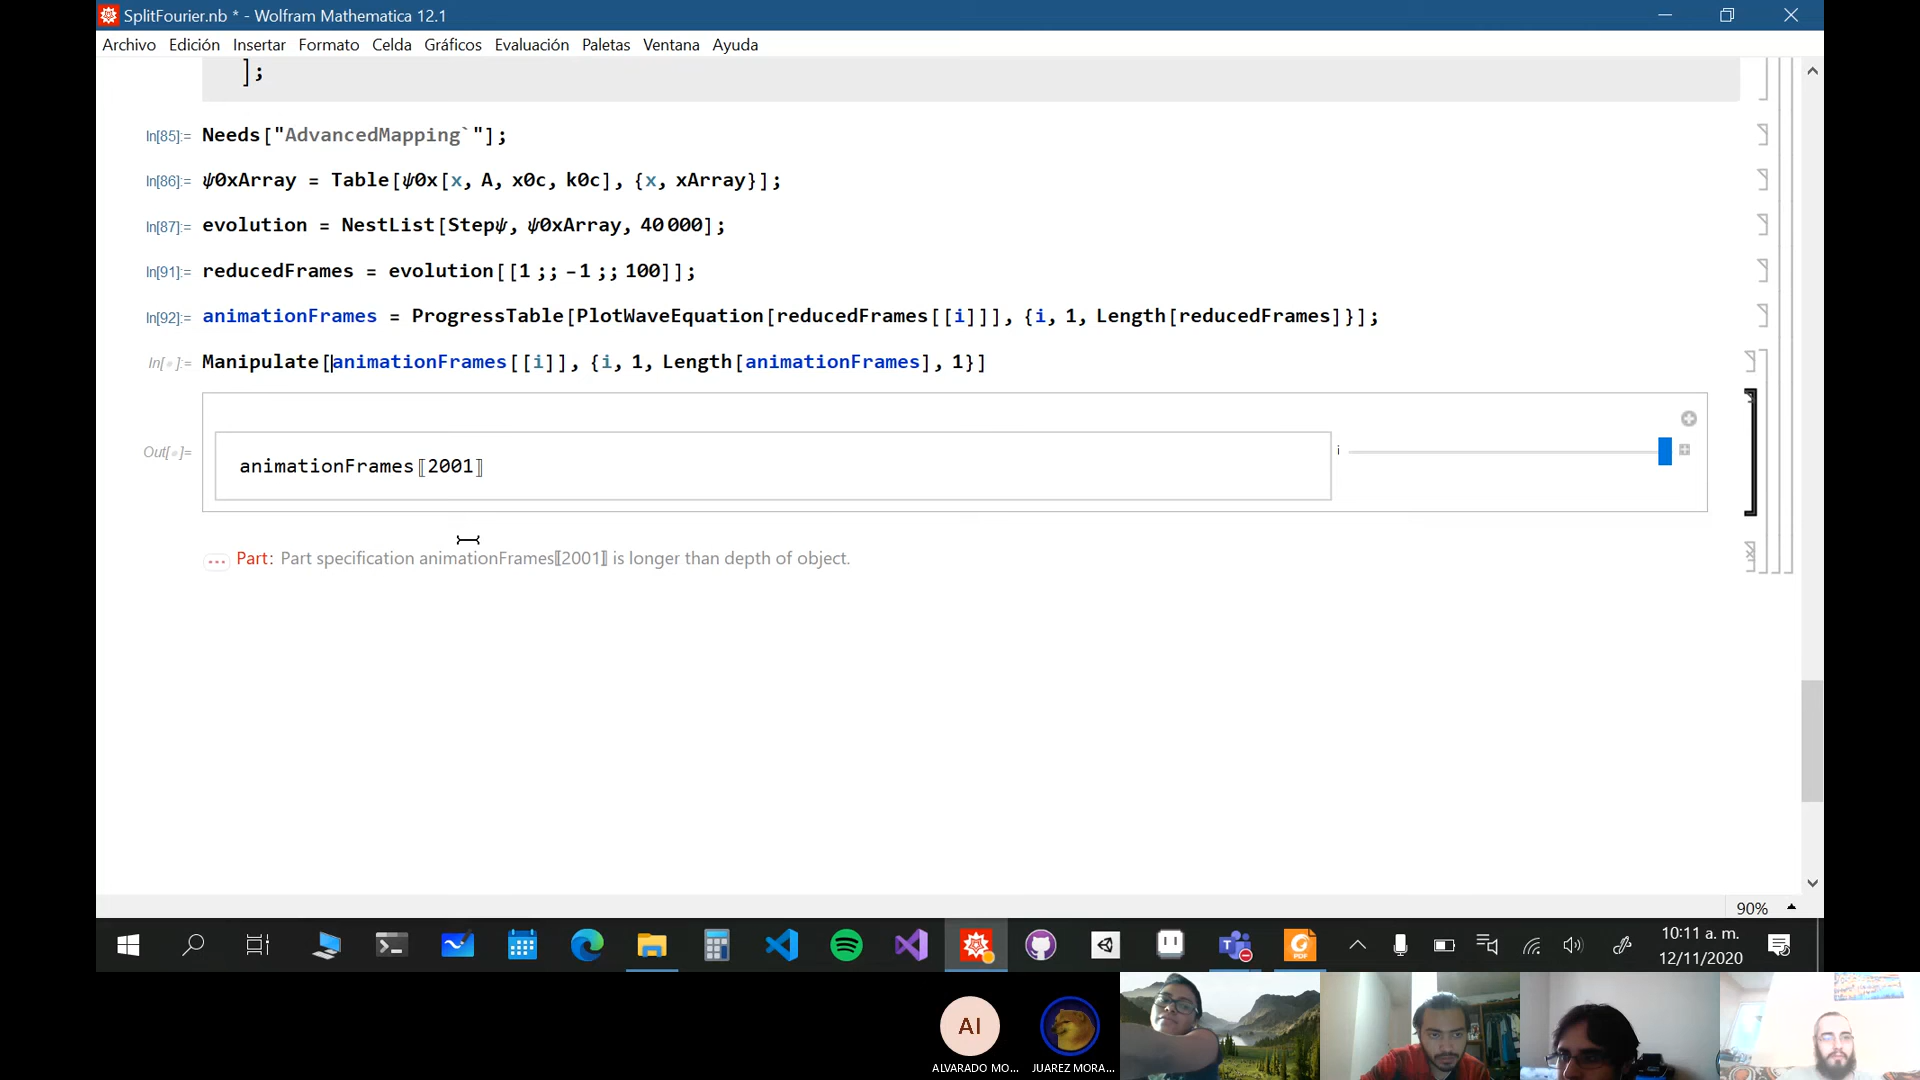 SplitFourier.nb * - Wolfram Mathematica 12.1
Archivo Edición Insertar Formato Celda Gráficos Evaluación Paletas Ventana Ayuda
];
In[85]:= Needs["AdvancedMapping`"];
In[86]:= ψ0xArray = Table[ψ0x[x, A, x0c, k0c], {x, xArray}];
In[87]:= evolution = NestList[Stepψ, ψ0xArray, 40000];
In[91]:= reducedFrames = evolution[[1 ;; -1 ;; 100]];
In[92]:= animationFrames = ProgressTable[PlotWaveEquation[reducedFrames[[i]]], {i, 1, Length[reducedFrames]}];
In[∘]:= Manipulate[animationFrames[[i]], {i, 1, Length[animationFrames], 1}]
Out[∘]= animationFrames〚2001〛 i
Part: Part specification animationFrames〚2001〛 is longer than depth of object.
90%
10:11 a. m.
12/11/2020
AI
ALVARADO MO... JUAREZ MORA...